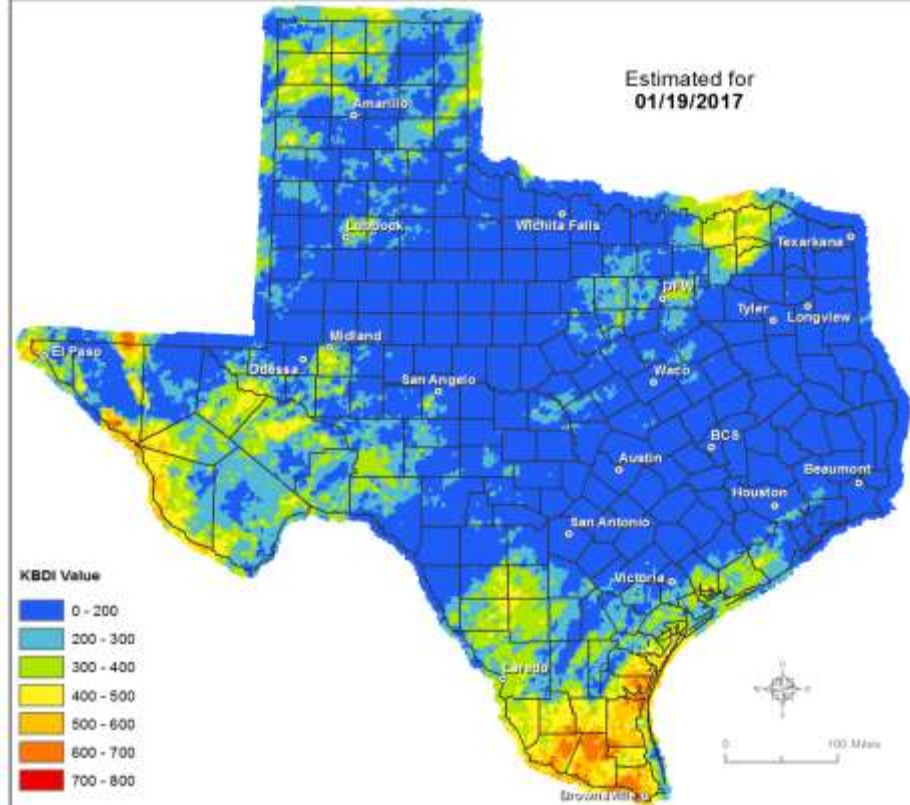 Estimated for
01/19/2017
Amarillo
Lubbock
Wichita Falls
Texarkana
DFW
Tyler
Longview
Midland
El Paso
Odessa
San Angelo
Waco
BCS
Austin
Beaumont
Houston
San Antonio
Victoria
Laredo
Brownsville
KBDI Value
0 - 200
200 - 300
300 - 400
400 - 500
500 - 600
600 - 700
700 - 800
0
100 Miles